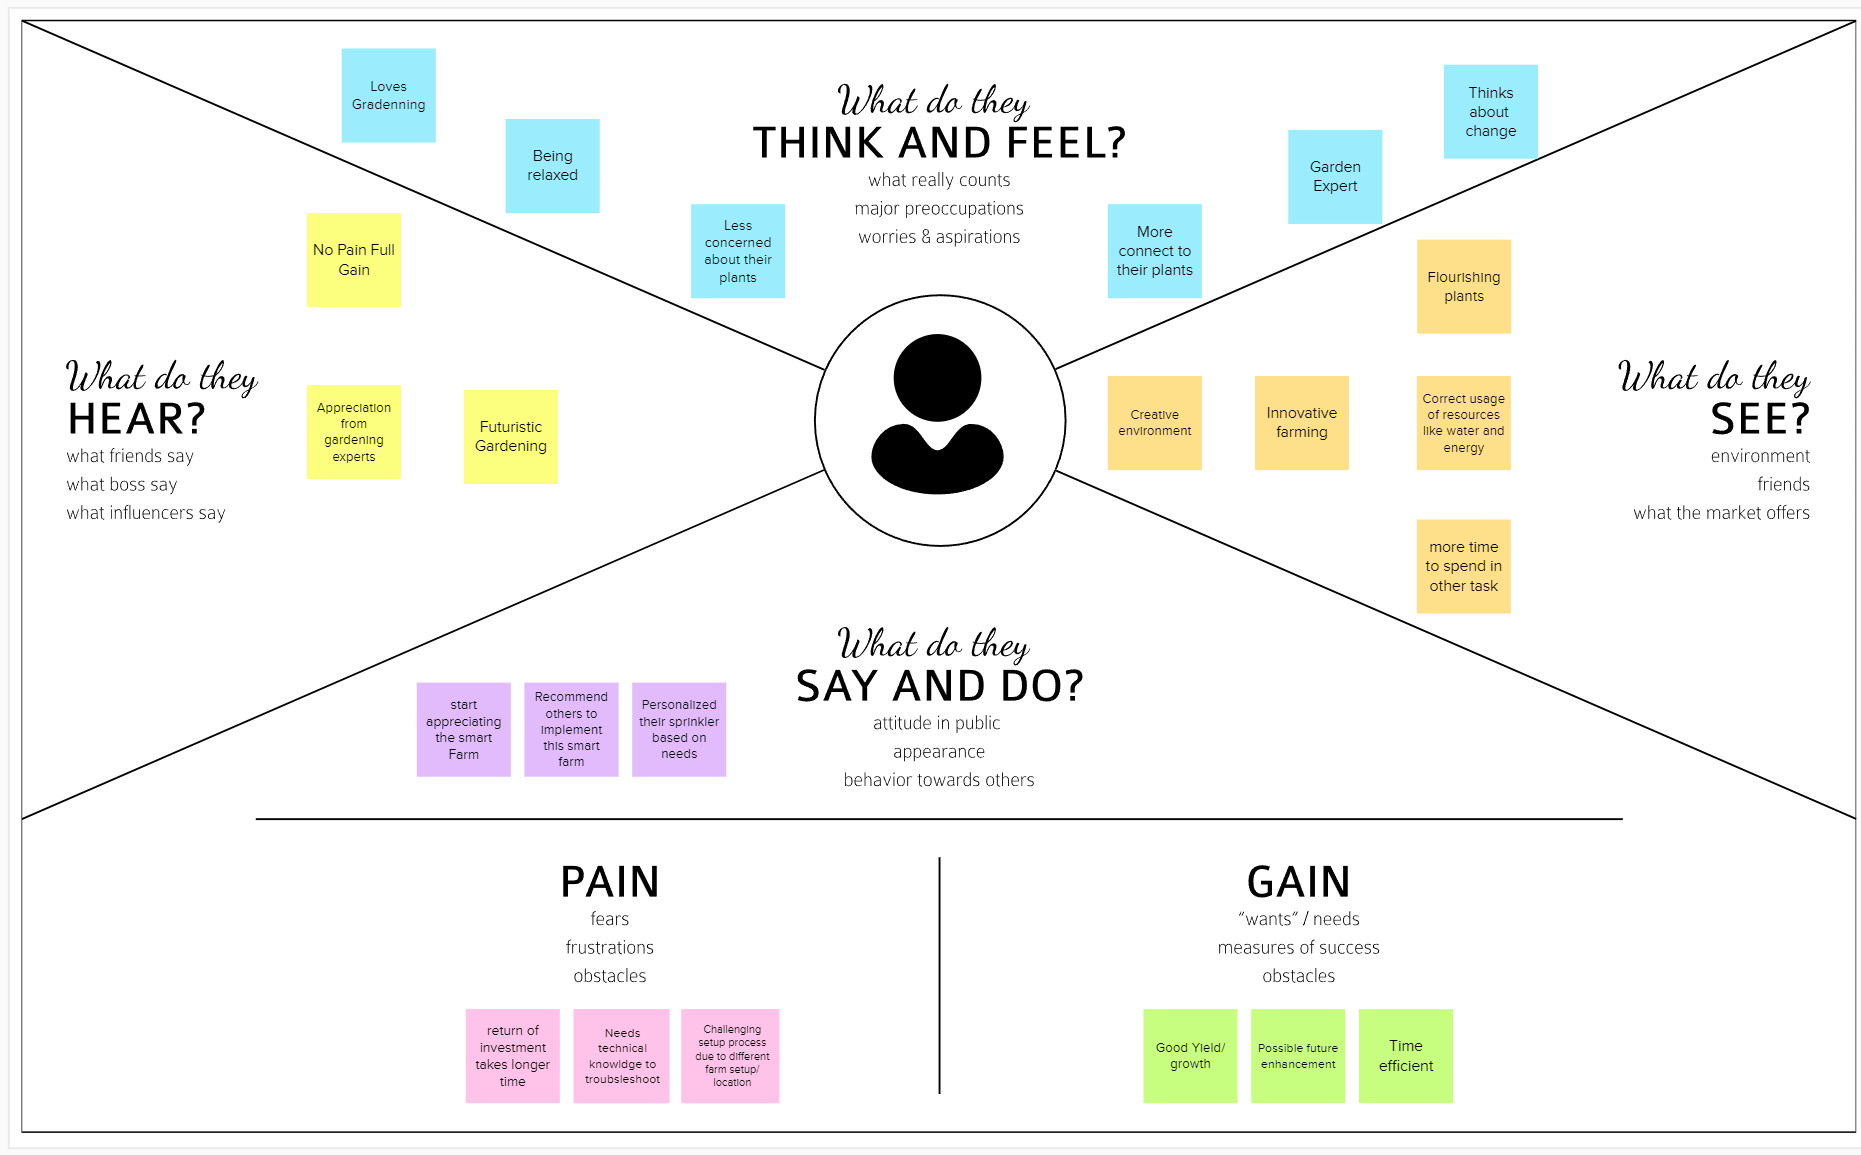 What do they
THINK AND FEEL?
what really counts
major preoccupations
worries & aspirations
Loves
Gradenning
Being
relaxed
Less
concerned
about their
plants
More
connect to
their plants
Garden
Expert
Thinks
about
change
What do they
HEAR?
what friends say
what boss say
what influencers say
No Pain Full
Gain
Appreciation
from
gardening
experts
Futuristic
Gardening
What do they
SEE?
environment
friends
what the market offers
Flourishing
plants
Creative
environment
Innovative
farming
Correct usage
of resources
like water and
energy
more time
to spend in
other task
What do they
SAY AND DO?
attitude in public
appearance
behavior towards others
start
appreciating
the smart
Farm
Recommend
others to
implement
this smart
farm
Personalized
their sprinkler
based on
needs
PAIN
fears
frustrations
obstacles
return of
investment
takes longer
time
Needs
technical
knowldge to
troubsleshoot
Challenging
setup process
due to different
farm setup/
location
GAIN
“wants” / needs
measures of success
obstacles
Good Yield/
growth
Possible future
enhancement
Time
efficient